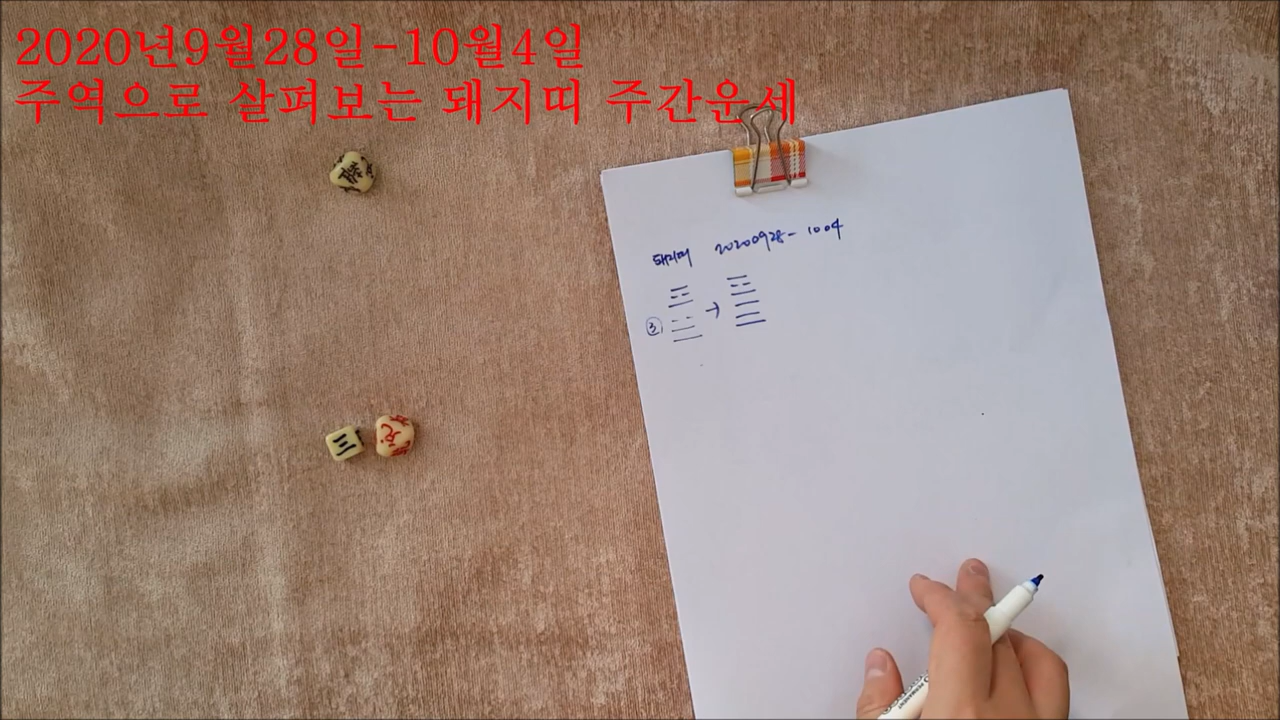 2020년9월28일-10월4일
주역으로 살펴보는 돼지띠 주간운세
돼지띠 20200928-1004
③
三